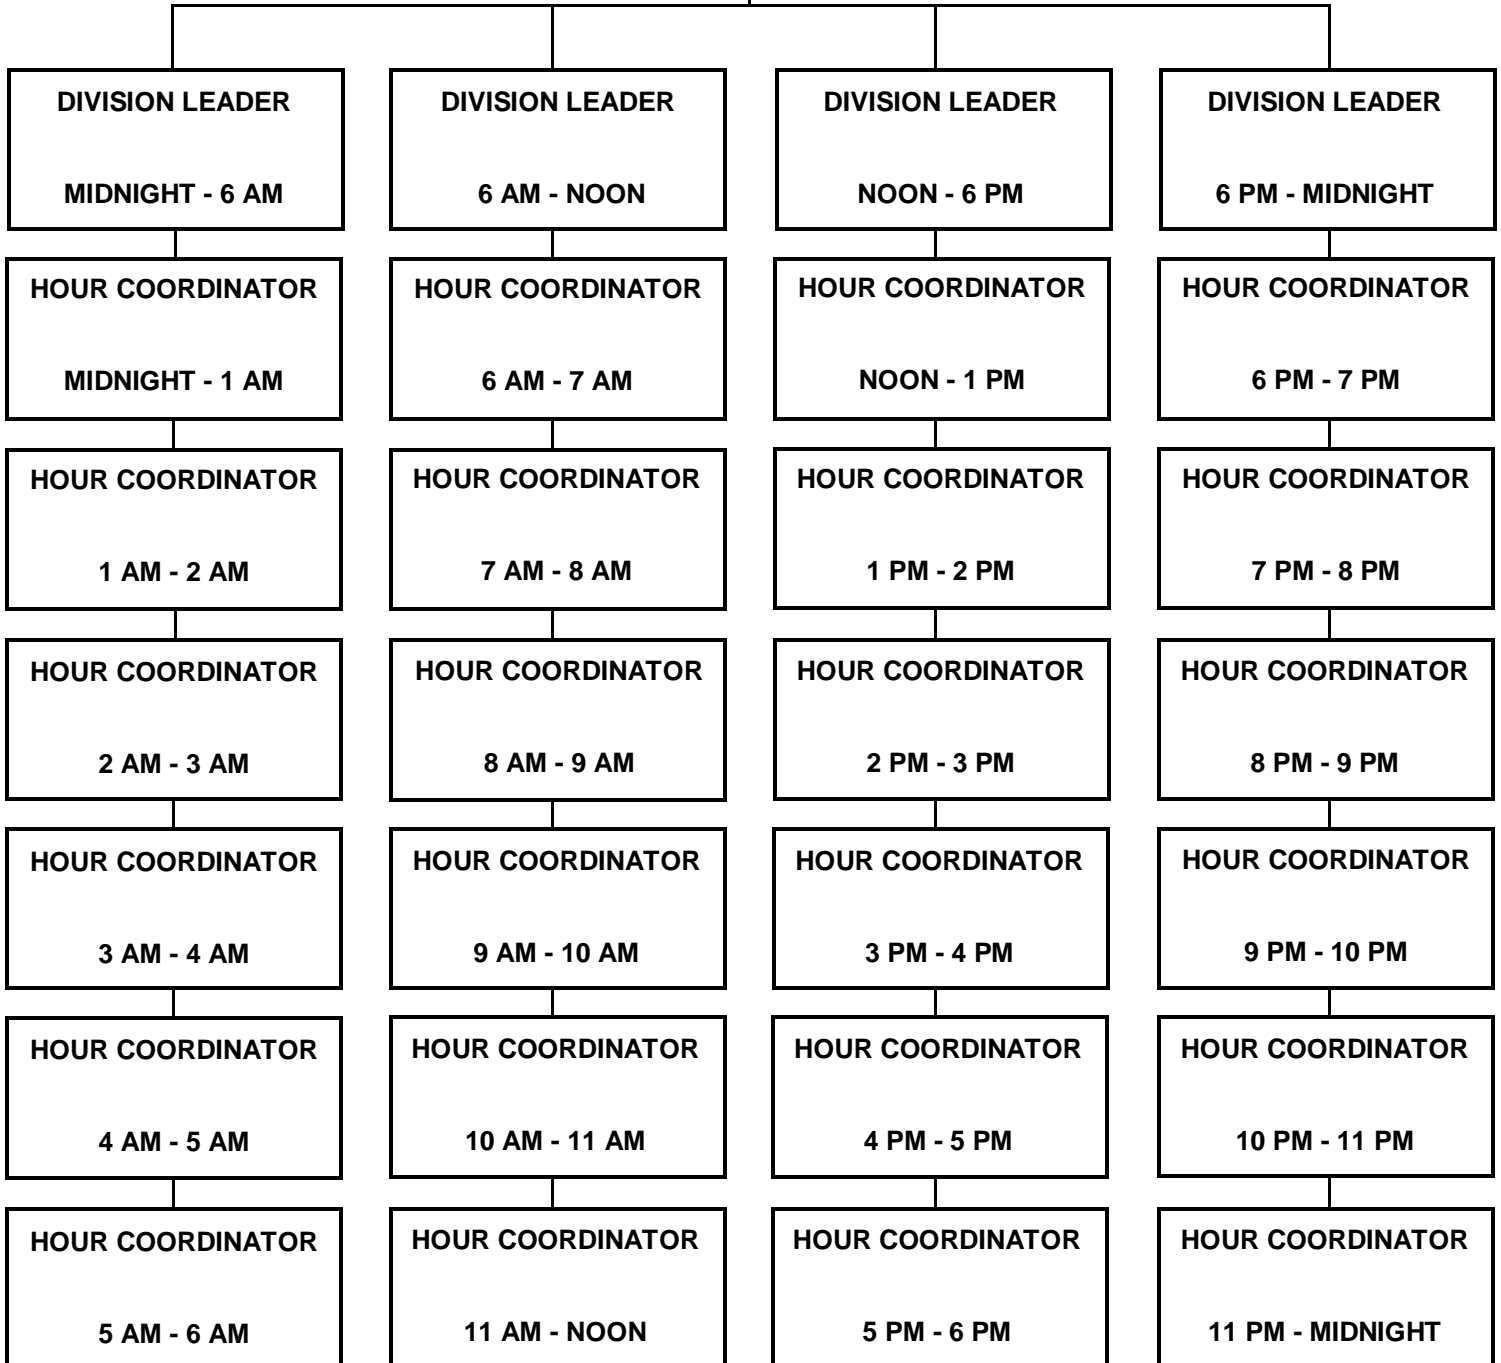 DIVISION LEADER
MIDNIGHT - 6 AM
DIVISION LEADER
6 AM - NOON
DIVISION LEADER
NOON - 6 PM
DIVISION LEADER
6 PM - MIDNIGHT
HOUR COORDINATOR
MIDNIGHT - 1 AM
HOUR COORDINATOR
6 AM - 7 AM
HOUR COORDINATOR
NOON - 1 PM
HOUR COORDINATOR
6 PM - 7 PM
HOUR COORDINATOR
1 AM - 2 AM
HOUR COORDINATOR
7 AM - 8 AM
HOUR COORDINATOR
1 PM - 2 PM
HOUR COORDINATOR
7 PM - 8 PM
HOUR COORDINATOR
2 AM - 3 AM
HOUR COORDINATOR
8 AM - 9 AM
HOUR COORDINATOR
2 PM - 3 PM
HOUR COORDINATOR
8 PM - 9 PM
HOUR COORDINATOR
3 AM - 4 AM
HOUR COORDINATOR
9 AM - 10 AM
HOUR COORDINATOR
3 PM - 4 PM
HOUR COORDINATOR
9 PM - 10 PM
HOUR COORDINATOR
4 AM - 5 AM
HOUR COORDINATOR
10 AM - 11 AM
HOUR COORDINATOR
4 PM - 5 PM
HOUR COORDINATOR
10 PM - 11 PM
HOUR COORDINATOR
5 AM - 6 AM
HOUR COORDINATOR
11 AM - NOON
HOUR COORDINATOR
5 PM - 6 PM
HOUR COORDINATOR
11 PM - MIDNIGHT